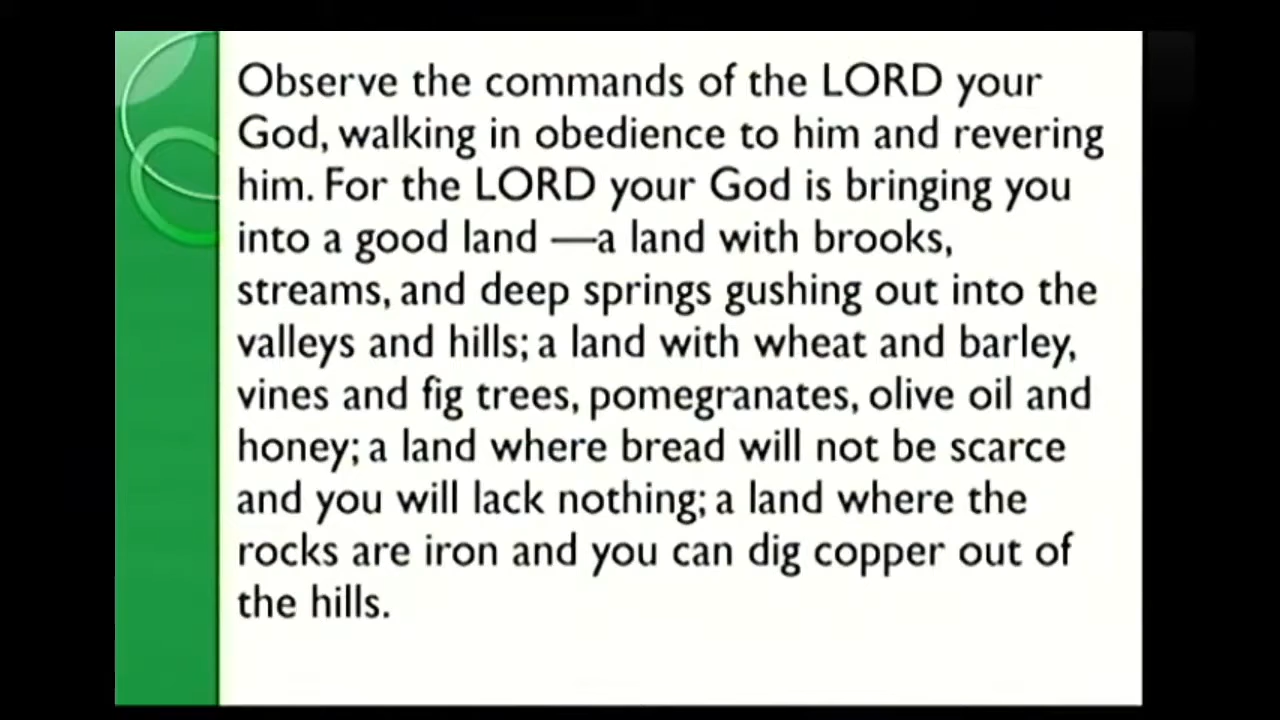 Observe the commands of the LORD your
God, walking in obedience to him and revering
him. For the LORD your God is bringing you
into a good land —a land with brooks,
streams, and deep springs gushing out into the
valleys and hills; a land with wheat and barley,
vines and fig trees, pomegranates, olive oil and
honey; a land where bread will not be scarce
and you will lack nothing; a land where the
rocks are iron and you can dig copper out of
the hills.